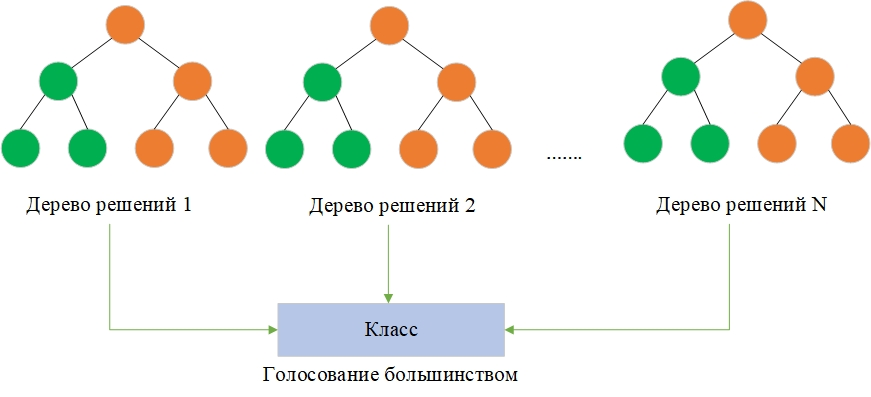 .......
Дерево решений 1
Дерево решений 2
Дерево решений N
Класс
Голосование большинством